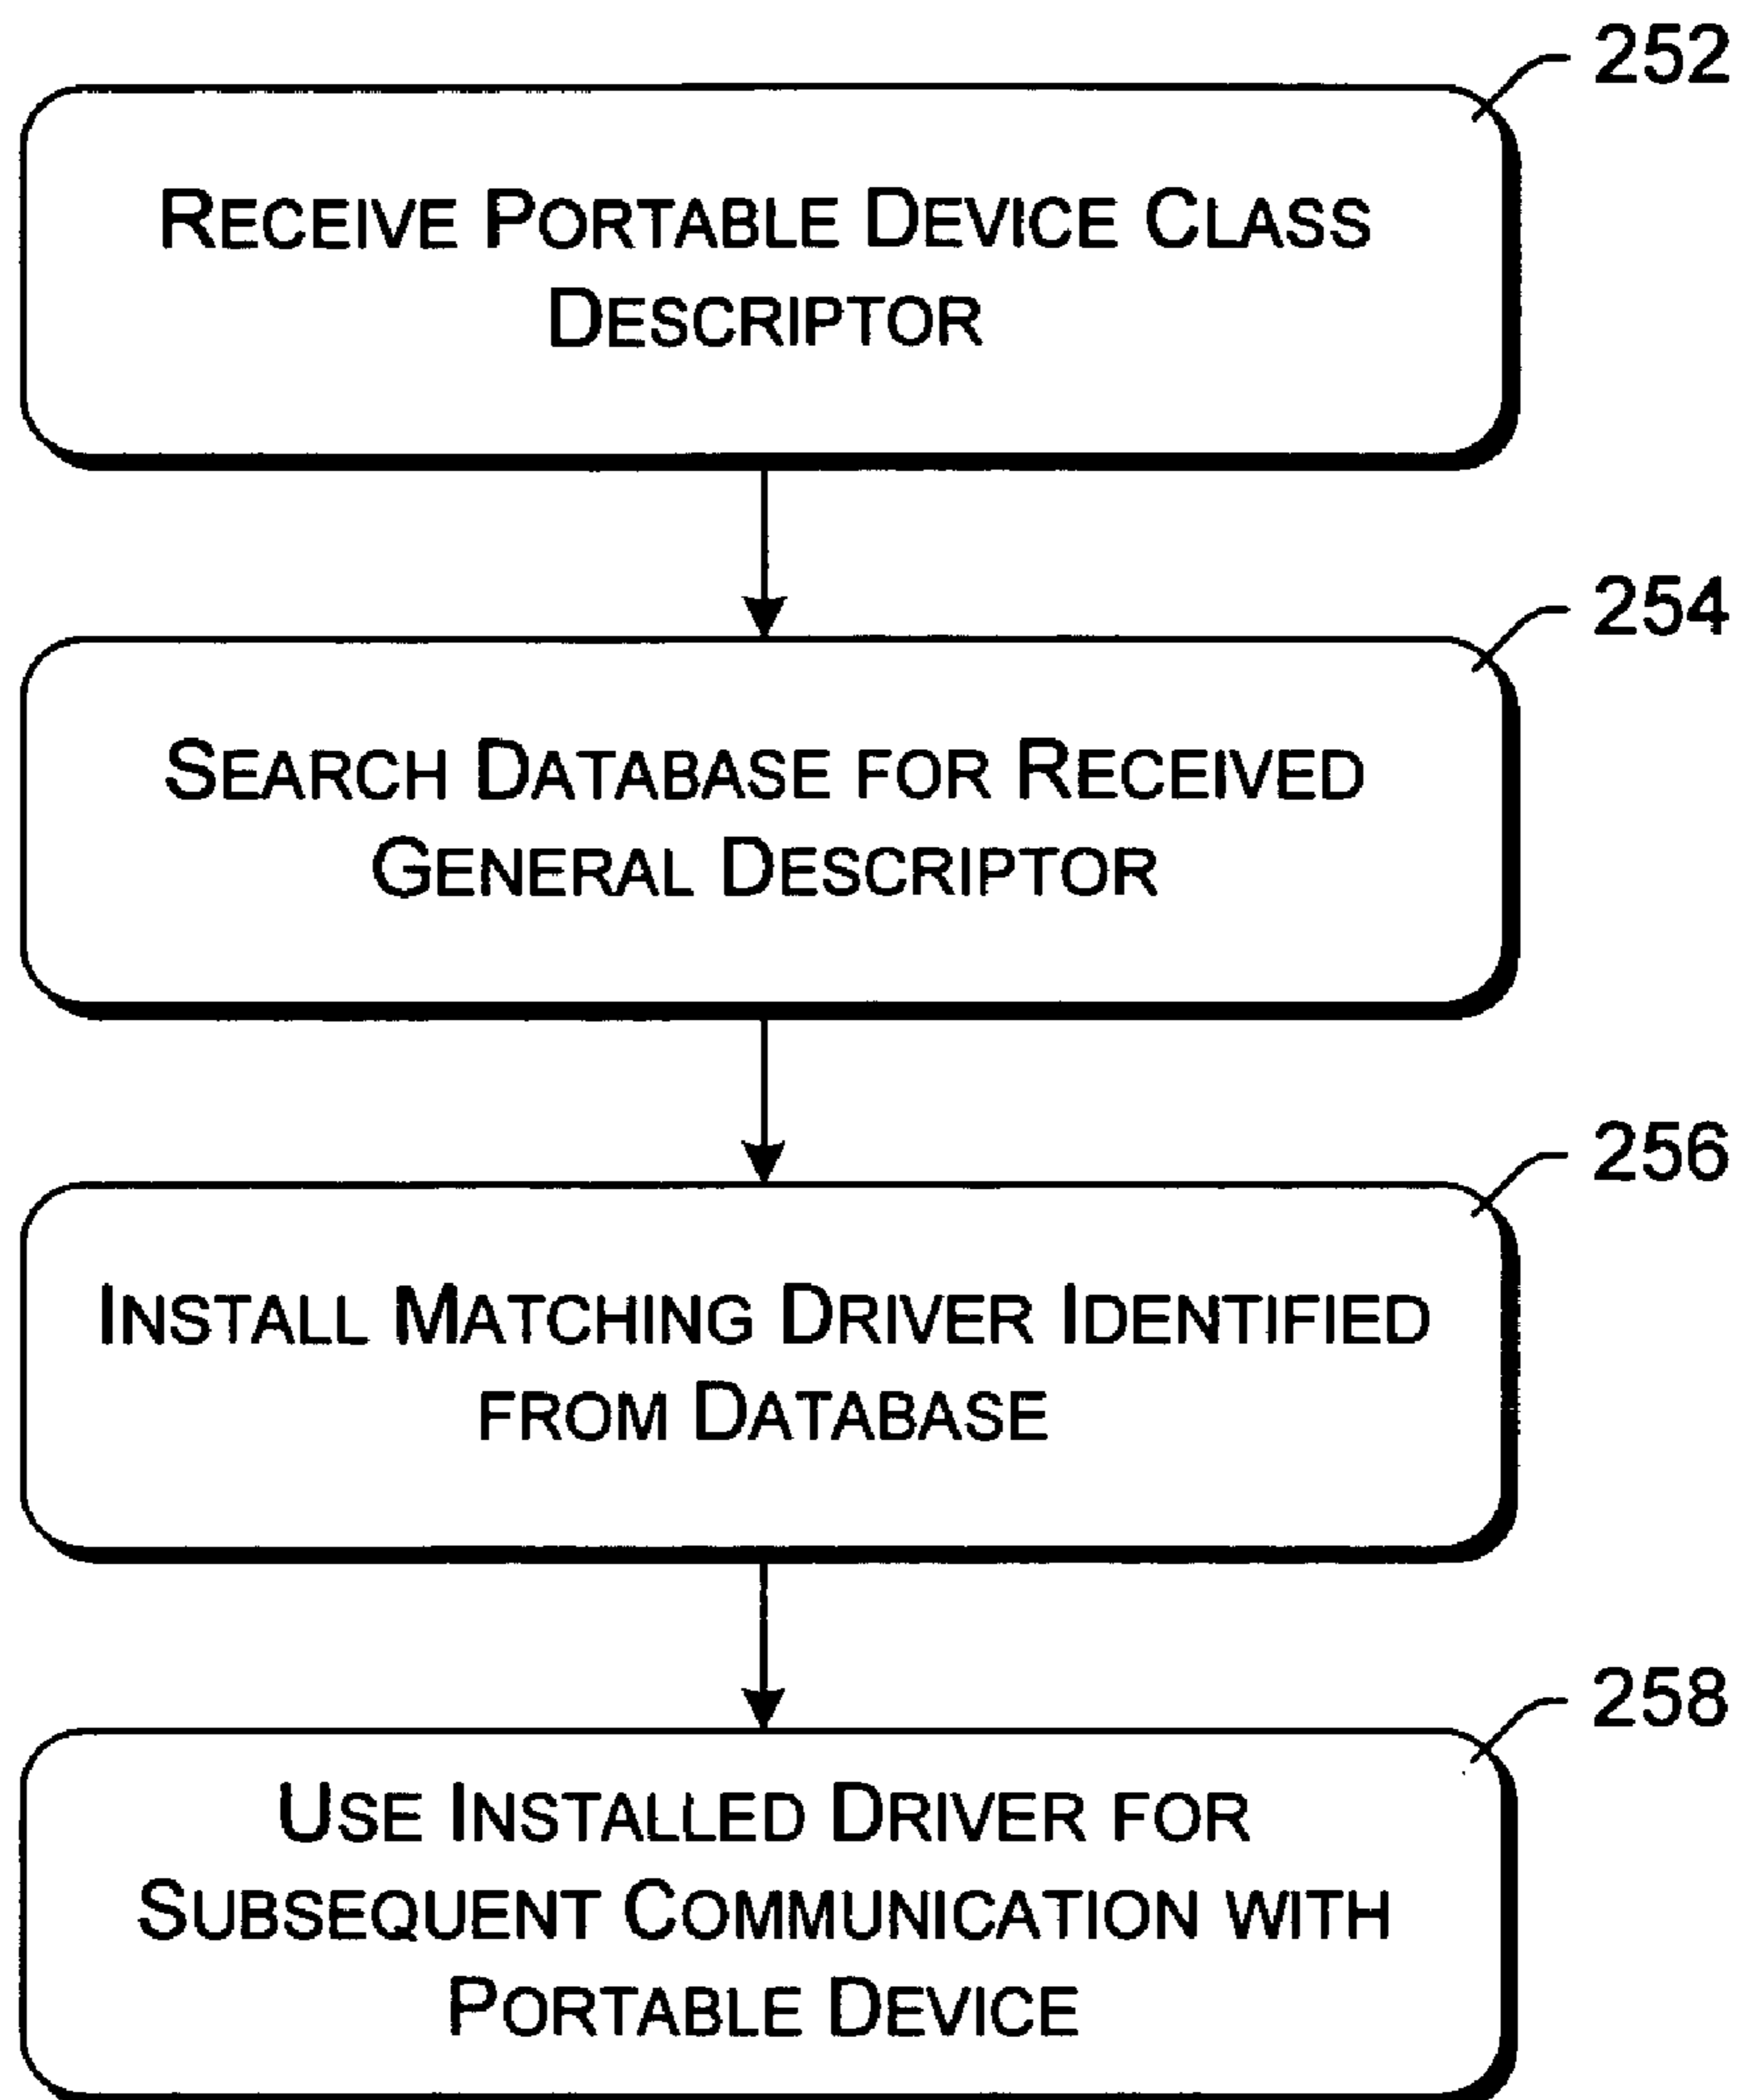 252
RECEIVE PORTABLE DEVICE CLASS
DESCRIPTOR
254
SEARCH DATABASE FOR RECEIVED
GENERAL DESCRIPTOR
256
INSTALL MATCHING DRIVER IDENTIFIED
FROM DATABASE
258
USE INSTALLED DRIVER FOR
SUBSEQUENT COMMUNICATION WITH
PORTABLE DEVICE